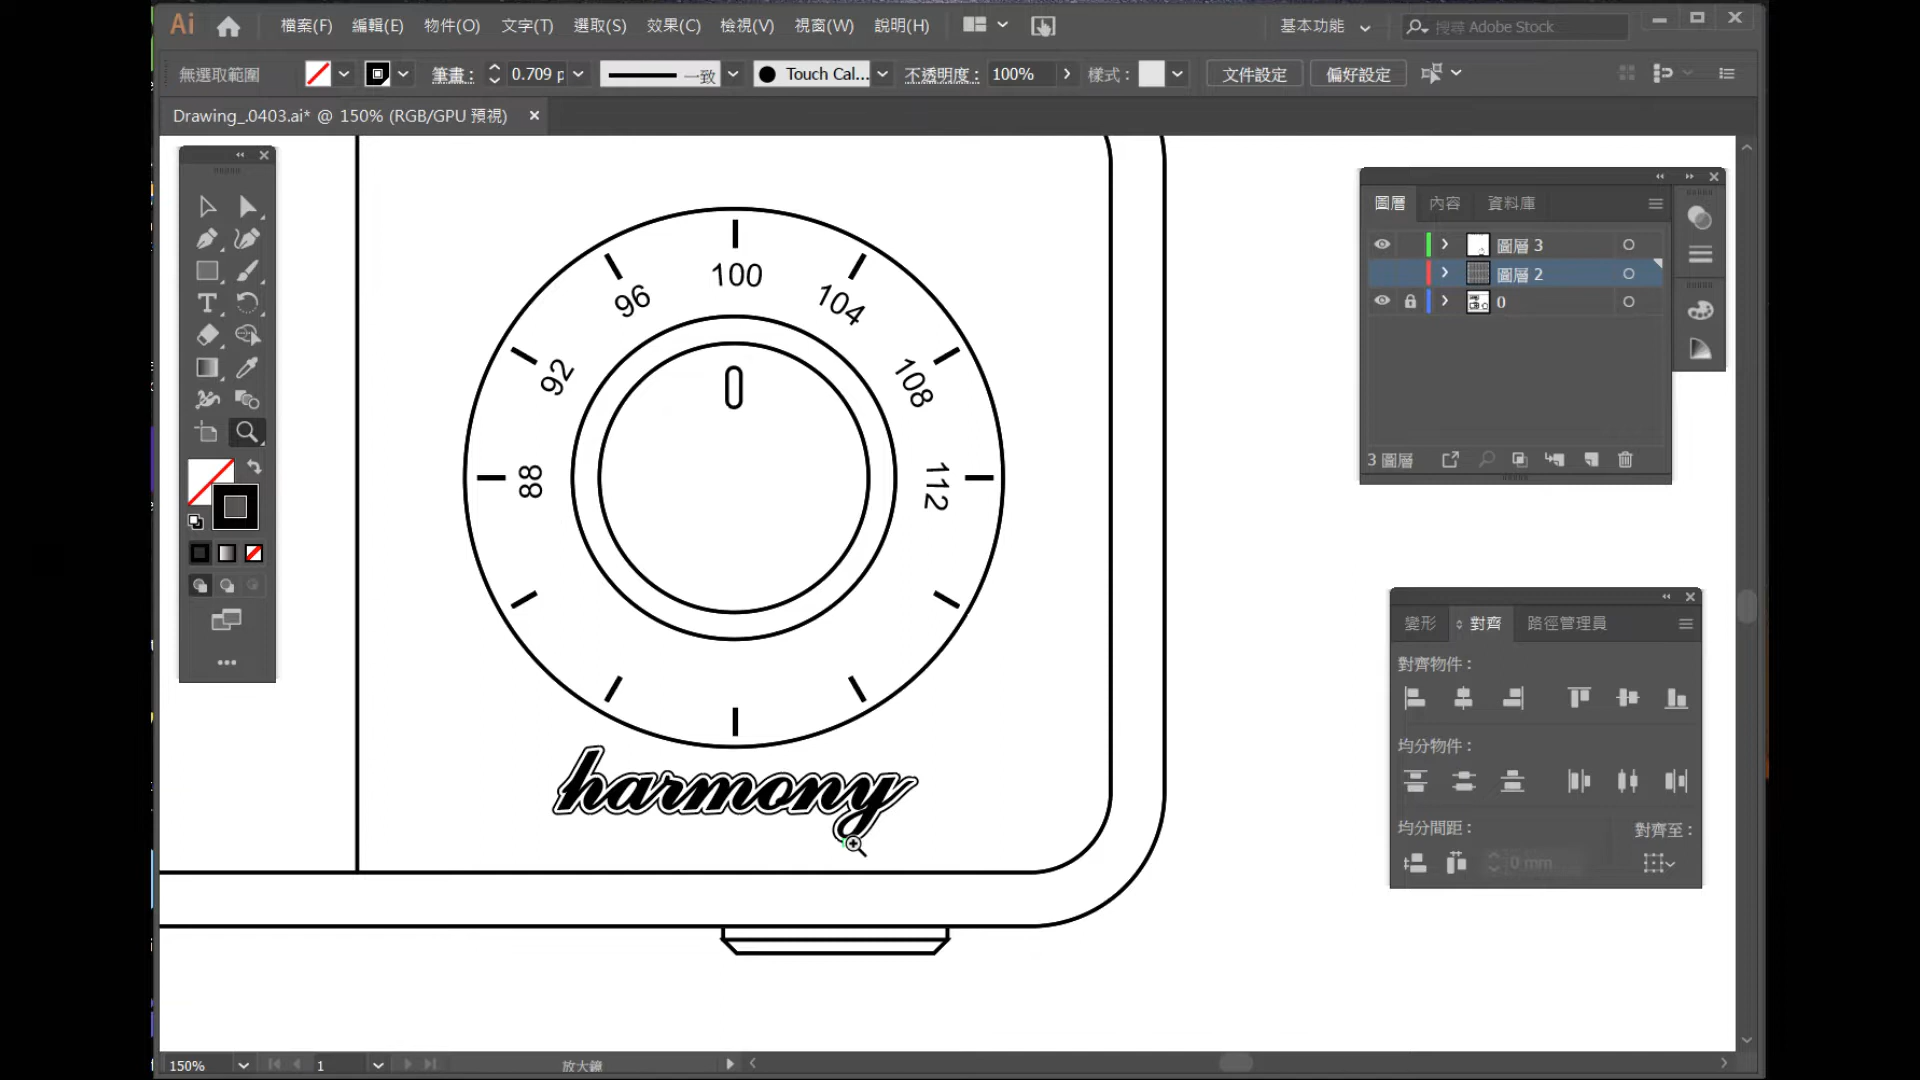 Ai 檔案(F) 編輯(E) 物件(O) 文字(T) 選取(S) 效果(C) 檢視(V) 視窗(W) 說明(H) 基本功能 搜尋 Adobe Stock
無選取範圍 筆畫： 0.709 p 一致 Touch Cal... 不透明度： 100% 樣式： 文件設定 偏好設定
Drawing_.0403.ai* @ 150% (RGB/GPU 預視)
圖層 內容 資料庫
圖層 3
圖層 2
0
3 圖層
100
96
104
92
108
88
112
harmony
變形 對齊 路徑管理員
對齊物件：
均分物件：
均分間距： 對齊至：
0 mm
150% 1 放大鏡